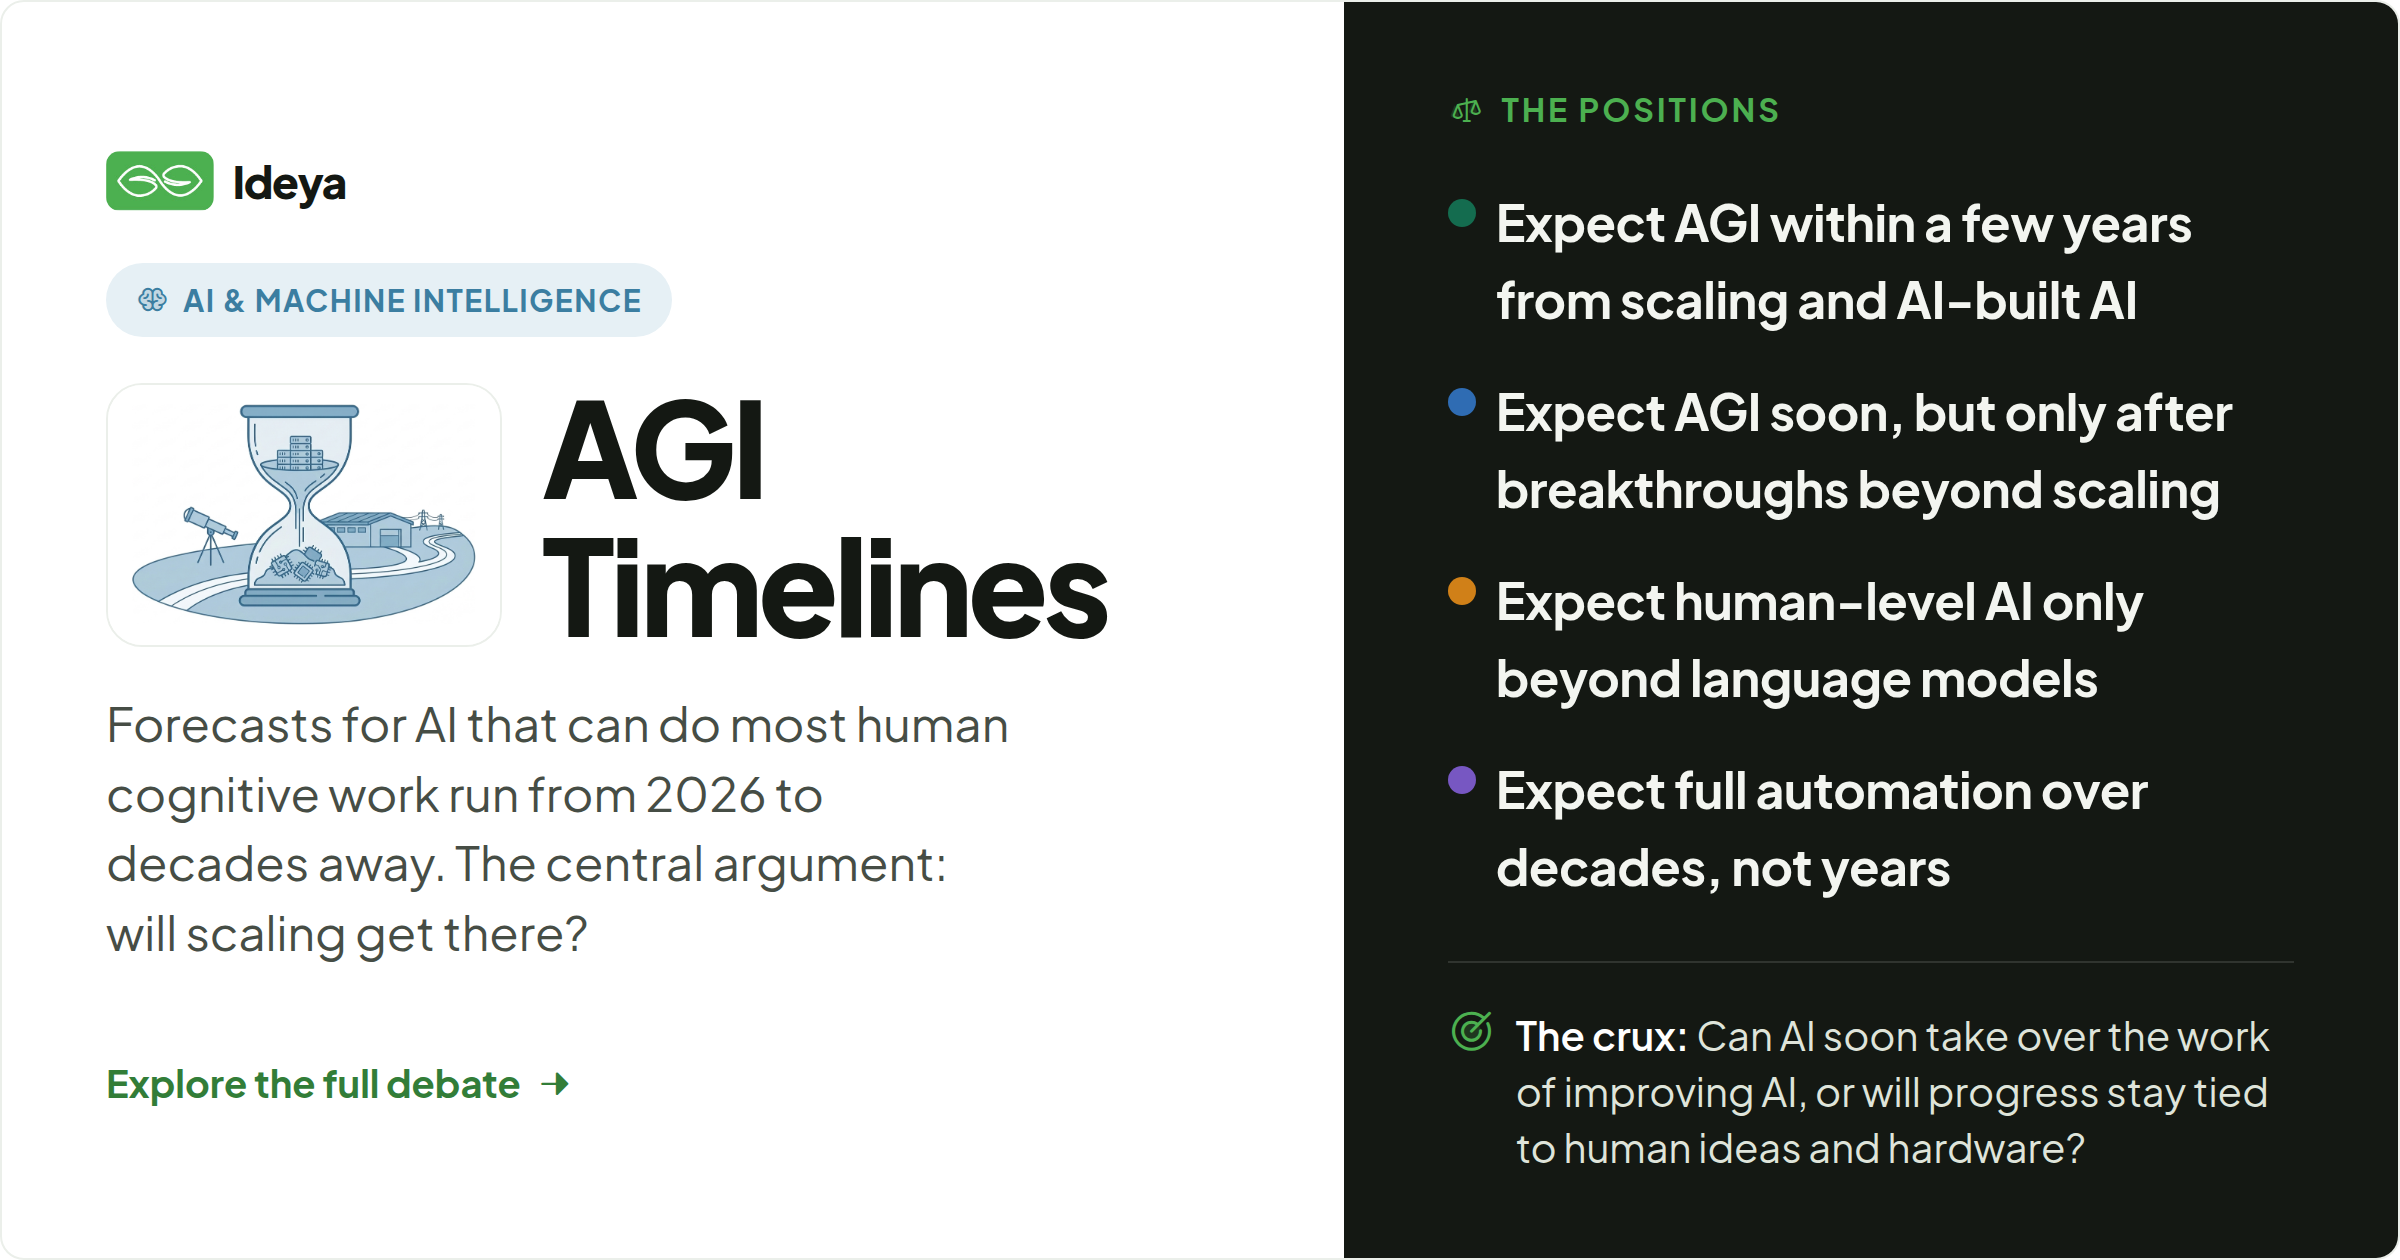 Ideya
AI & MACHINE INTELLIGENCE
AGI
Timelines
Forecasts for AI that can do most human
cognitive work run from 2026 to
decades away. The central argument:
will scaling get there?
Explore the full debate
THE POSITIONS
Expect AGI within a few years
from scaling and AI-built AI
Expect AGI soon, but only after
breakthroughs beyond scaling
Expect human-level AI only
beyond language models
Expect full automation over
decades, not years
The crux: Can AI soon take over the work
of improving AI, or will progress stay tied
to human ideas and hardware?